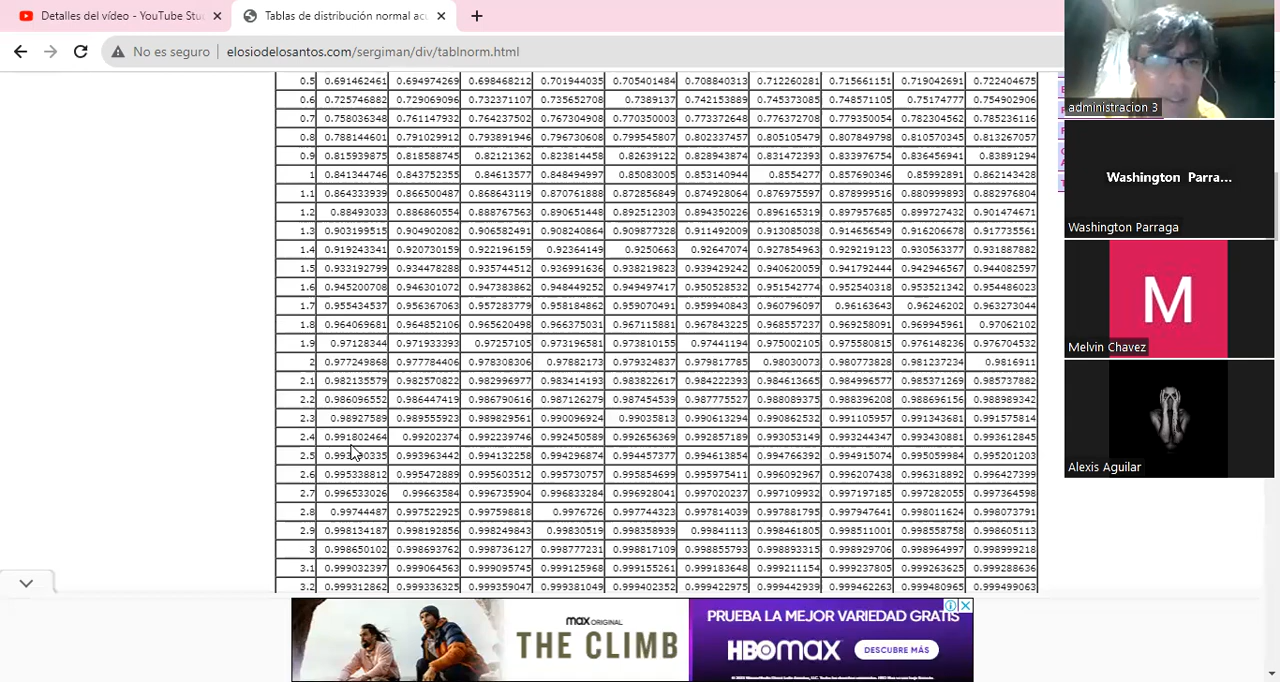 Detalles del vídeo - YouTube Stu
Tablas de distribución normal acu
No es seguro
elosiodelosantos.com/sergiman/div/tablnorm.html
0.5 0.691462461 0.694974269 0.698468212 0.701944035 0.705401484 0.708840313 0.712260281 0.715661151 0.719042691 0.722404675
0.6 0.725746882 0.729069096 0.732371107 0.735652708 0.7389137 0.742153889 0.745373085 0.748571105 0.75174777 0.754902906
0.7 0.758036348 0.761147932 0.764237502 0.767304908 0.770350003 0.773372648 0.776372708 0.779350054 0.782304562 0.785236116
0.8 0.788144601 0.791029912 0.793891946 0.796730608 0.799545807 0.802337457 0.805105479 0.807849798 0.810570345 0.813267057
0.9 0.815939875 0.818588745 0.82121362 0.823814458 0.82639122 0.828943874 0.831472393 0.833976754 0.836456941 0.83891294
1 0.841344746 0.843752355 0.84613577 0.848494997 0.85083005 0.853140944 0.8554277 0.857690346 0.85992891 0.862143428
1.1 0.864333939 0.866500487 0.868643119 0.870761888 0.872856849 0.874928064 0.876975597 0.878999516 0.880999893 0.882976804
1.2 0.88493033 0.886860554 0.888767563 0.890651448 0.892512303 0.894350226 0.896165319 0.897957685 0.899727432 0.901474671
1.3 0.903199515 0.904902082 0.906582491 0.908240864 0.909877328 0.911492009 0.913085038 0.914656549 0.916206678 0.917735561
1.4 0.919243341 0.920730159 0.922196159 0.92364149 0.9250663 0.92647074 0.927854963 0.929219123 0.930563377 0.931887882
1.5 0.933192799 0.934478288 0.935744512 0.936991636 0.938219823 0.939429242 0.940620059 0.941792444 0.942946567 0.944082597
1.6 0.945200708 0.946301072 0.947383862 0.948449252 0.949497417 0.950528532 0.951542774 0.952540318 0.953521342 0.954486023
1.7 0.955434537 0.956367063 0.957283779 0.958184862 0.959070491 0.959940843 0.960796097 0.96163643 0.96246202 0.963273044
1.8 0.964069681 0.964852106 0.965620498 0.966375031 0.967115881 0.967843225 0.968557237 0.969258091 0.969945961 0.97062102
1.9 0.97128344 0.971933393 0.97257105 0.973196581 0.973810155 0.97441194 0.975002105 0.975580815 0.976148236 0.976704532
2 0.977249868 0.977784406 0.978308306 0.97882173 0.979324837 0.979817785 0.98030073 0.980773828 0.981237234 0.9816911
2.1 0.982135579 0.982570822 0.982996977 0.983414193 0.983822617 0.984222393 0.984613665 0.984996577 0.985371269 0.985737882
2.2 0.986096552 0.986447419 0.986790616 0.987126279 0.987454539 0.987775527 0.988089375 0.988396208 0.988696156 0.988989342
2.3 0.98927589 0.989555923 0.989829561 0.990096924 0.99035813 0.990613294 0.990862532 0.991105957 0.991343681 0.991575814
2.4 0.991802464 0.99202374 0.992239746 0.992450589 0.992656369 0.992857189 0.993053149 0.993244347 0.993430881 0.993612845
2.5 0.993963442 0.994132258 0.994296874 0.994457377 0.994613854 0.994766392 0.994915074 0.995059984 0.995201203
2.6 0.995338812 0.995472889 0.995603512 0.995730757 0.995854699 0.995975411 0.996092967 0.996207438 0.996318892 0.996427399
2.7 0.996533026 0.99663584 0.996735904 0.996833284 0.996928041 0.997020237 0.997109932 0.997197185 0.997282055 0.997364598
2.8 0.99744487 0.997522925 0.997598818 0.9976726 0.997744323 0.997814039 0.997881795 0.997947641 0.998011624 0.998073791
2.9 0.998134187 0.998192856 0.998249843 0.99830519 0.998358939 0.99841113 0.998461805 0.998511001 0.998558758 0.998605113
3 0.998650102 0.998693762 0.998736127 0.998777231 0.998817109 0.998855793 0.998893315 0.998929706 0.998964997 0.998999218
3.1 0.999032397 0.999064563 0.999095745 0.999125968 0.999155261 0.999183648 0.999211154 0.999237805 0.999263625 0.999288636
3.2 0.999312862 0.999336325 0.999359047 0.999381049 0.999402352 0.999422975 0.999442939 0.999462263 0.999480965 0.999499063
administracion 3
Washington Parra...
Washington Parraga
M
Melvin Chavez
Alexis Aguilar
max ORIGINAL
THE CLIMB
PRUEBA LA MEJOR VARIEDAD GRATIS
HBOmax
DESCUBRE MÁS